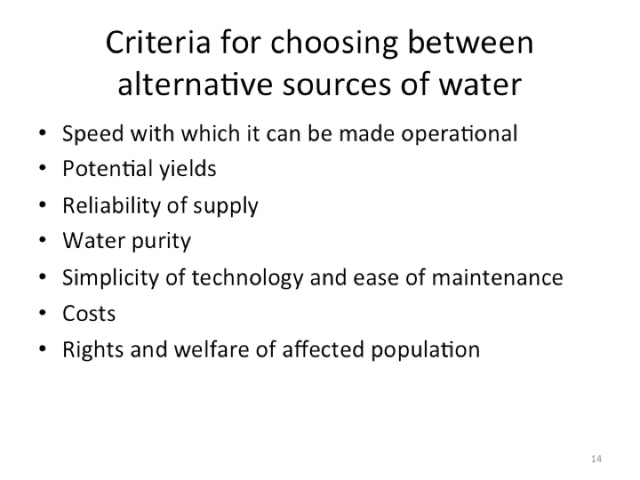 Criteria for choosing between
alternative sources of water
• Speed with which it can be made operational
• Potential yields
• Reliability of supply
• Water purity
• Simplicity of technology and ease of maintenance
• Costs
• Rights and welfare of affected population
14